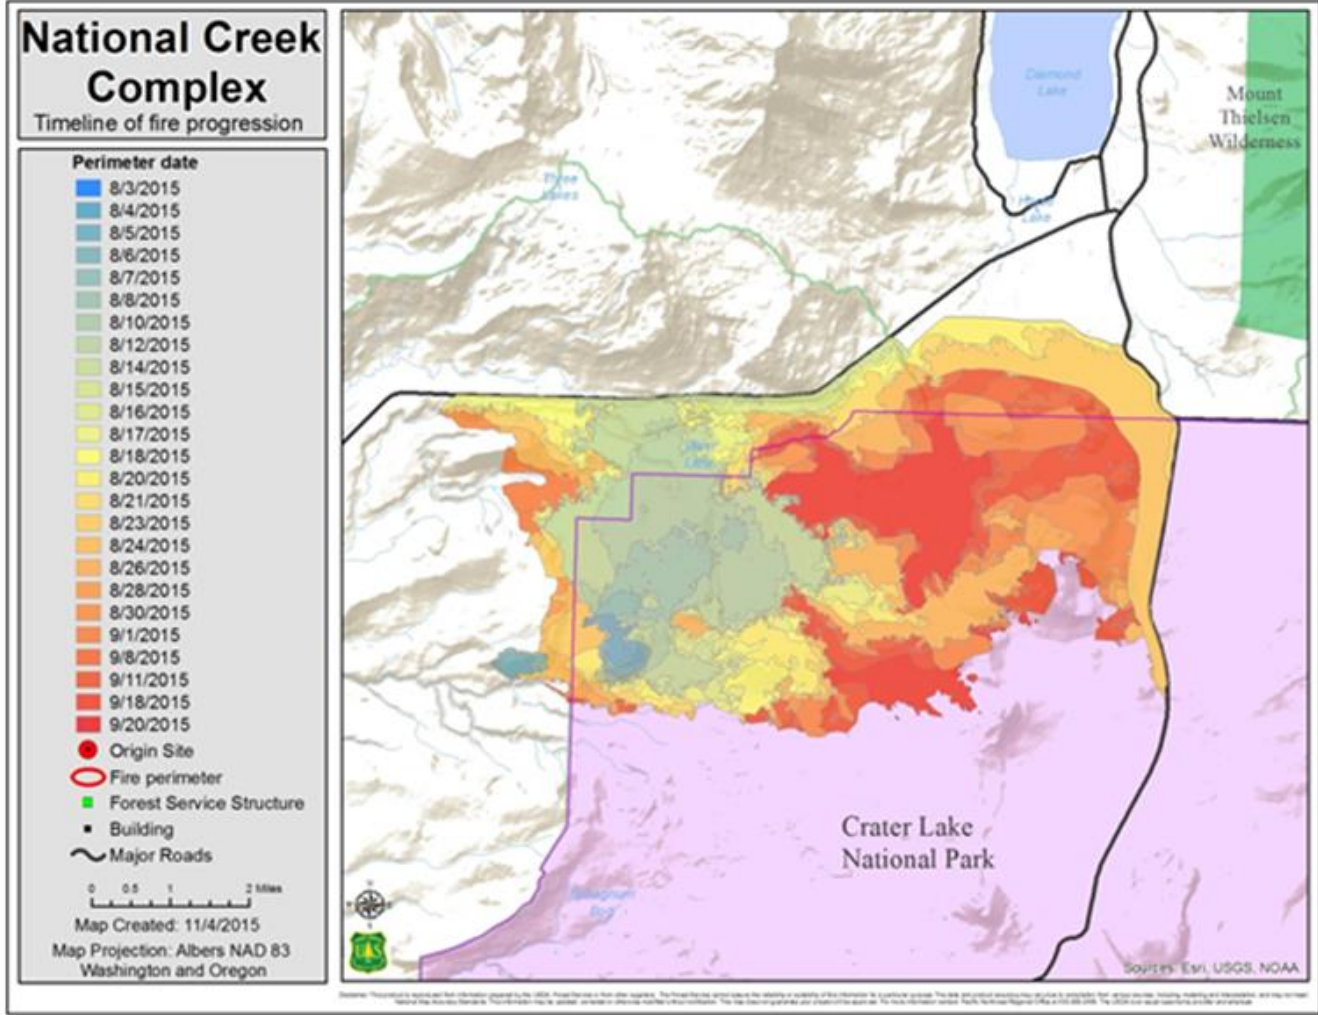 National Creek
Complex
Timeline of fire progression
Perimeter date
8/3/2015
8/4/2015
8/5/2015
8/6/2015
8/7/2015
8/8/2015
8/10/2015
8/12/2015
8/14/2015
8/15/2015
8/16/2015
8/17/2015
8/18/2015
8/20/2015
8/21/2015
8/23/2015
8/24/2015
8/26/2015
8/28/2015
8/30/2015
9/1/2015
9/8/2015
9/11/2015
9/18/2015
9/20/2015
Origin Site
Fire perimeter
Forest Service Structure
Building
Major Roads
0 0.5 1 2 Miles
Map Created: 11/4/2015
Map Projection: Albers NAD 83
Washington and Oregon
Diamond
Lake
Mount
Thielsen
Wilderness
Three
Lakes
Lake
Crater Lake
National Park
Bog
Sources: Esri, USGS, NOAA